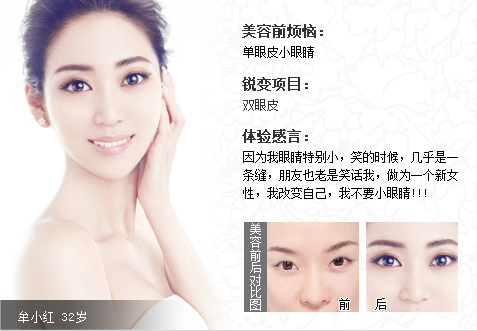 美容前烦恼：
单眼皮小眼睛
锐变项目：
双眼皮
体验感言：
因为我眼睛特别小，笑的时候，几乎是一
条缝，朋友也老是笑话我，做为一个新女
性，我改变自己，我不要小眼睛!!!
美容前后对比图
前
后
牟小红 32岁